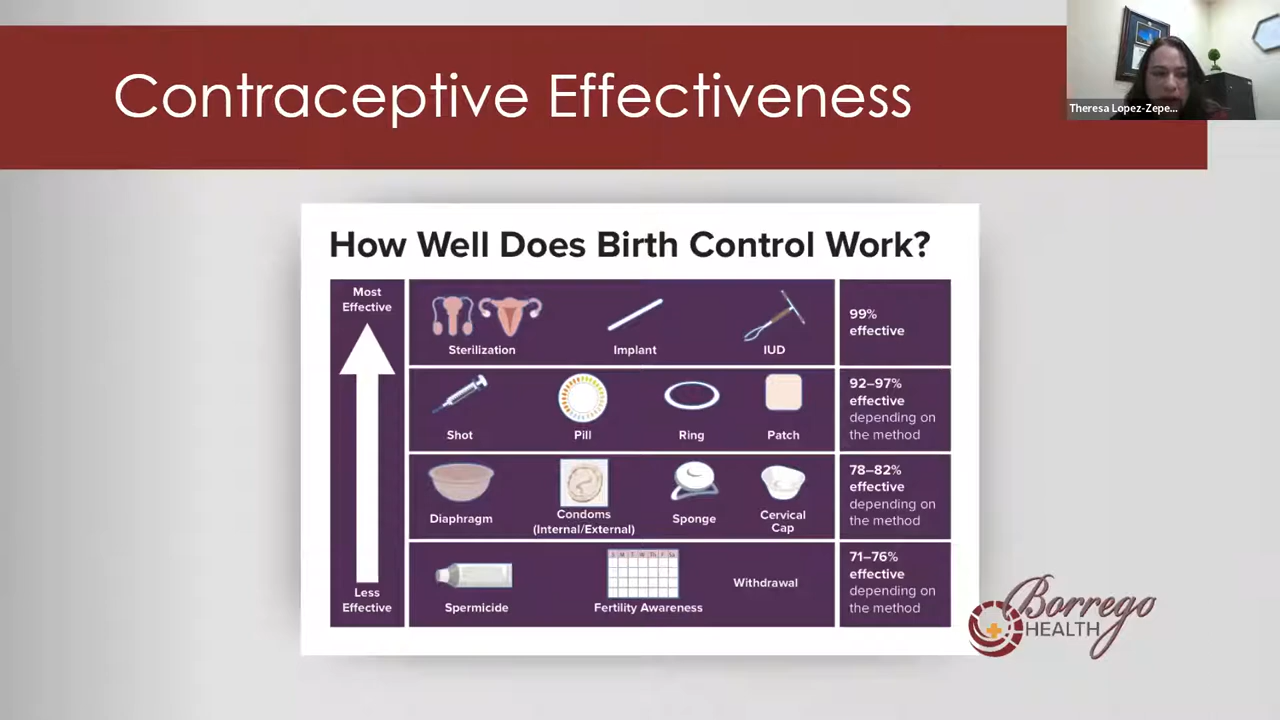 Contraceptive Effectiveness
Theresa Lopez-Zepe...
How Well Does Birth Control Work?
Most
Effective
Sterilization
Implant
IUD
99%
effective
Shot
Pill
Ring
Patch
92–97%
effective
depending on
the method
Diaphragm
Condoms
(Internal/External)
Sponge
Cervical
Cap
78–82%
effective
depending on
the method
Less
Effective
Spermicide
S M T W Th F Sa
Fertility Awareness
Withdrawal
71–76%
effective
depending on
the method
Borrego
HEALTH